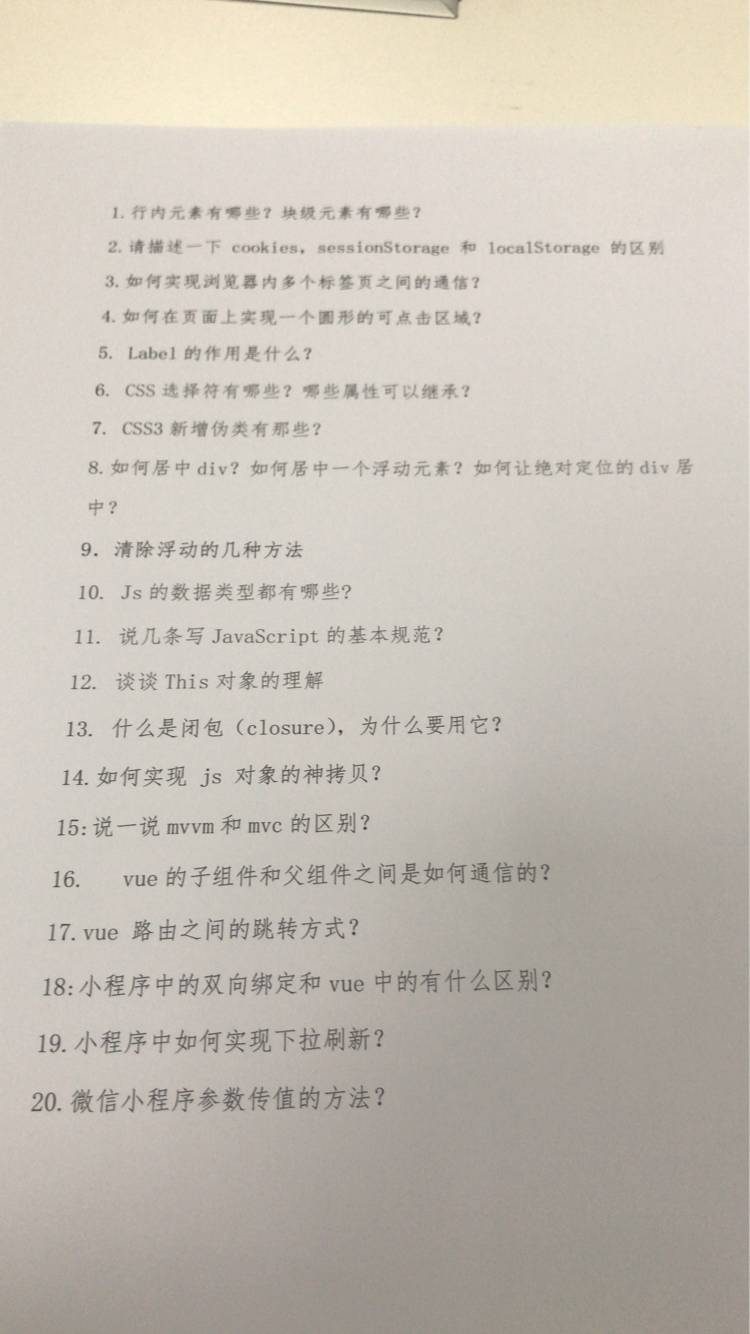 1. 行内元素有哪些？块级元素有哪些？
2. 请描述一下 cookies，sessionStorage 和 localStorage 的区别
3. 如何实现浏览器内多个标签页之间的通信？
4. 如何在页面上实现一个圆形的可点击区域？
5. Label 的作用是什么？
6. CSS 选择符有哪些？哪些属性可以继承？
7. CSS3 新增伪类有那些？
8. 如何居中 div？如何居中一个浮动元素？如何让绝对定位的 div 居
中？
9. 清除浮动的几种方法
10. Js 的数据类型都有哪些?
11. 说几条写 JavaScript 的基本规范？
12. 谈谈 This 对象的理解
13. 什么是闭包（closure），为什么要用它？
14. 如何实现 js 对象的神拷贝？
15: 说一说 mvvm 和 mvc 的区别？
16. vue 的子组件和父组件之间是如何通信的？
17. vue 路由之间的跳转方式？
18: 小程序中的双向绑定和 vue 中的有什么区别？
19. 小程序中如何实现下拉刷新？
20. 微信小程序参数传值的方法？